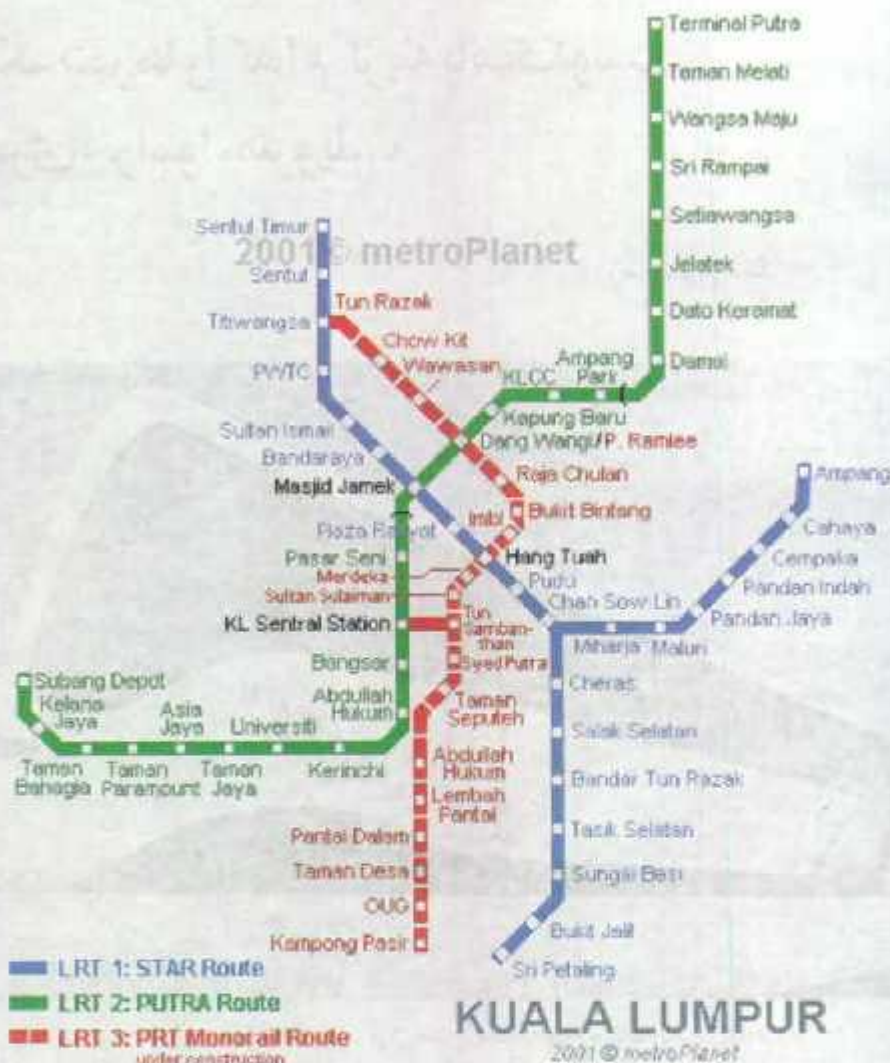 Terminal Putra
Taman Melati
Wangsa Maju
Sri Rampai
Setiawangsa
Jelatek
Dato Keramat
Damai
Sentul Timur
2001 © metroPlanet
Sentul
Tun Razak
Titiwangsa
Chow Kit
Wawasan
PWTC
Ampang
Park
KLCC
Kapung Baru
Sultan Ismail
Dang Wangi/P. Ramlee
Bandaraya
Masjid Jamek
Raja Chulan
Ampang
Imbi
Bukit Bintang
Plaza Rakyat
Cahaya
Pasar Seni
Hang Tuah
Cempaka
Merdeka
Pudu
Pandan Indah
Sultan Sulaiman
Chan Sow Lin
Pandan Jaya
KL Sentral Station
Tun
Samban-
than
Miharja
Maluri
Bangsar
Syed Putra
Subang Depot
Cheras
Kelana
Jaya
Asia
Jaya
Universiti
Abdullah
Hukum
Taman
Seputeh
Salak Selatan
Taman
Bahagia
Taman
Paramount
Taman
Jaya
Kerinchi
Abdullah
Hukum
Bandar Tun Razak
Lembah
Pantai
Pantai Dalam
Tasik Selatan
Taman Desa
Sungai Besi
OUG
Kampong Pasir
Bukit Jalil
Sri Petaling
LRT 1: STAR Route
LRT 2: PUTRA Route
LRT 3: PRT Monorail Route
under construction
KUALA LUMPUR
2001 © metroPlanet